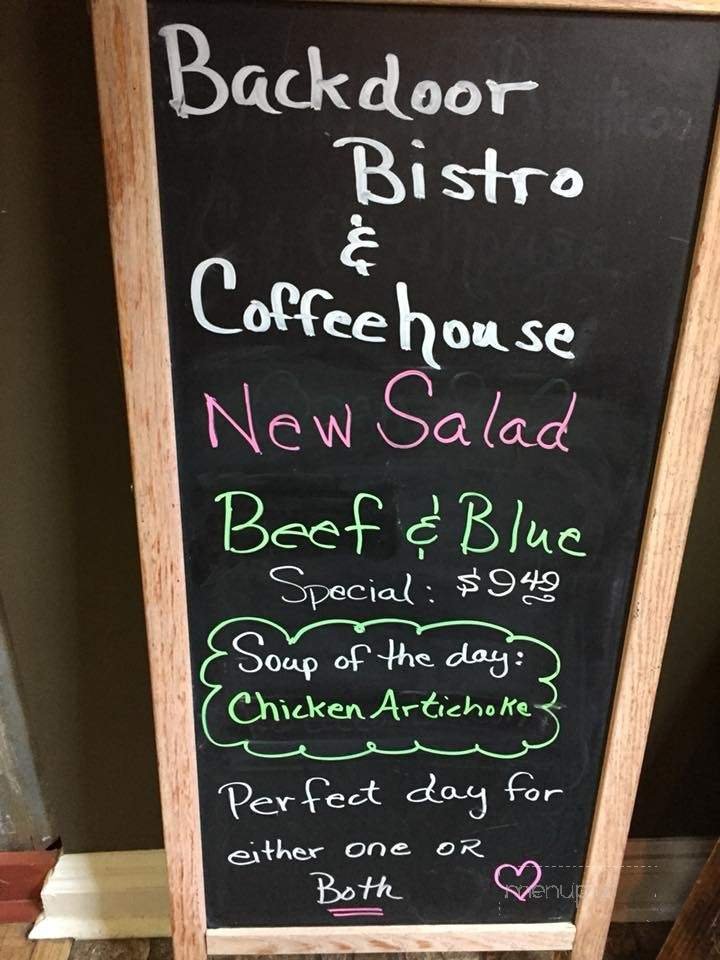 Backdoor
Bistro
&
Coffeehouse
New Salad
Beef & Blue
Special: $9.49
Soup of the day:
Chicken Artichoke
Perfect day for
either one OR
Both